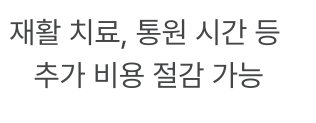 재활 치료, 통원 시간 등
추가 비용 절감 가능